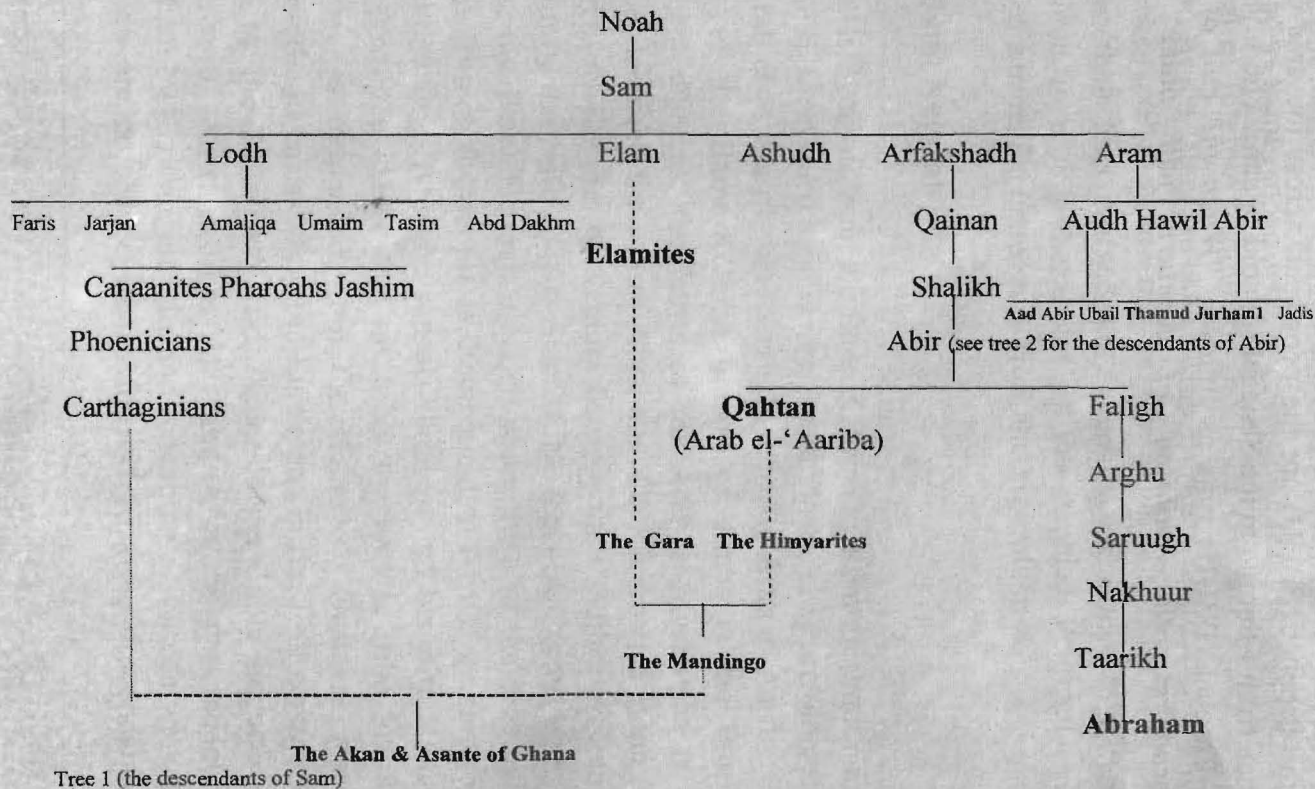 Noah
Sam
Lodh Elam Ashudh Arfakshadh Aram
Faris Jarjan Amaliqa Umaim Tasim Abd Dakhm Qainan Audh Hawil Abir
Elamites
Canaanites Pharoahs Jashim Shalikh
Aad Abir Ubail Thamud Jurham1 Jadis
Phoenicians Abir (see tree 2 for the descendants of Abir)
Carthaginians Qahtan Faligh
(Arab el-‘Aariba)
Arghu
The Gara The Himyarites Saruugh
Nakhuur
The Mandingo Taarikh
Abraham
The Akan & Asante of Ghana
Tree 1 (the descendants of Sam)